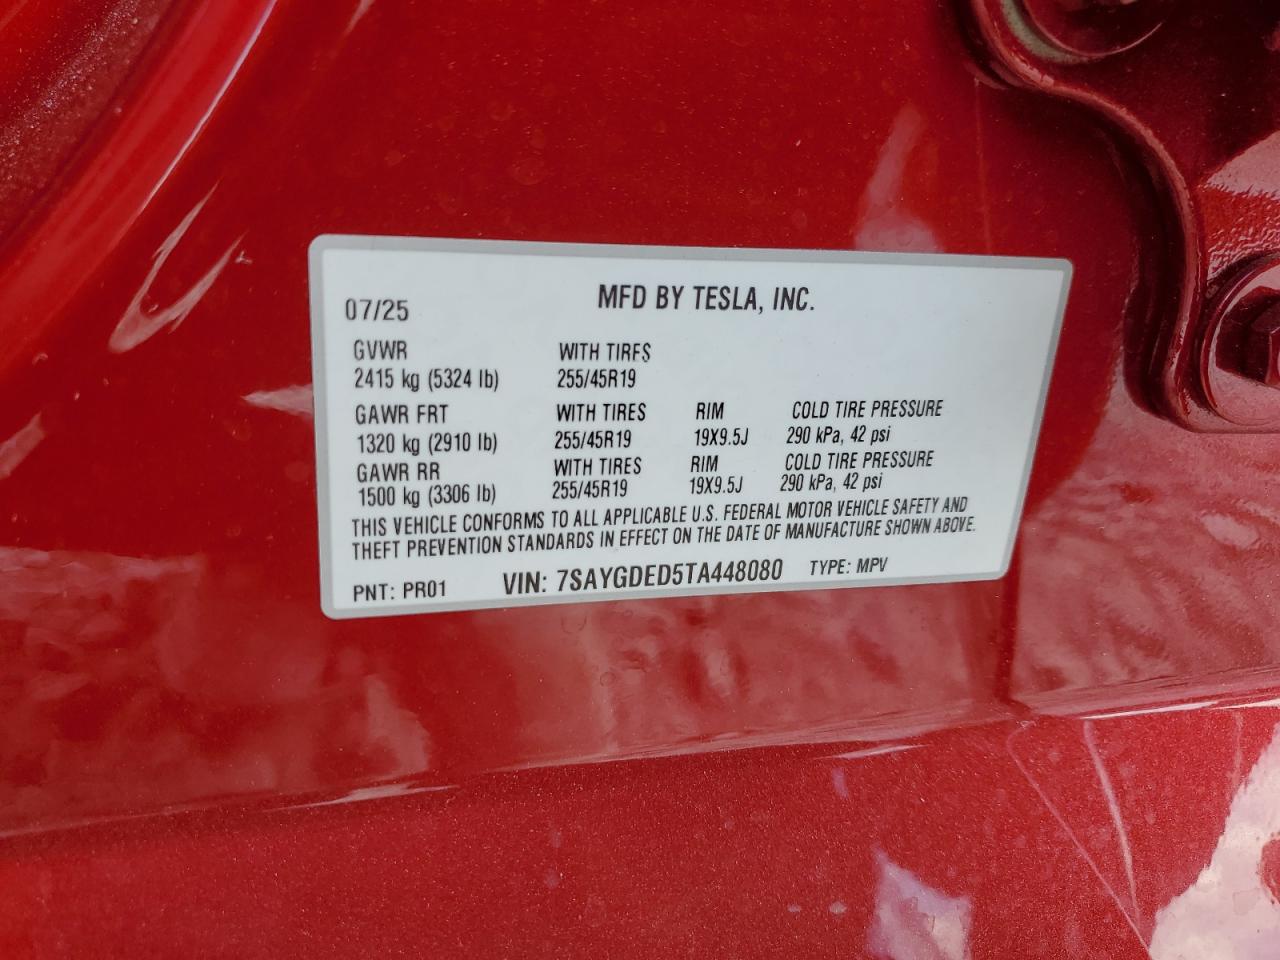 MFD BY TESLA, INC.
07/25
GVWR WITH TIRES
2415 kg (5324 lb) 255/45R19
GAWR FRT WITH TIRES RIM COLD TIRE PRESSURE
1320 kg (2910 lb) 255/45R19 19X9.5J 290 kPa, 42 psi
GAWR RR WITH TIRES RIM COLD TIRE PRESSURE
1500 kg (3306 lb) 255/45R19 19X9.5J 290 kPa, 42 psi
THIS VEHICLE CONFORMS TO ALL APPLICABLE U.S. FEDERAL MOTOR VEHICLE SAFETY AND
THEFT PREVENTION STANDARDS IN EFFECT ON THE DATE OF MANUFACTURE SHOWN ABOVE.
PNT: PR01 VIN: 7SAYGDED5TA448080 TYPE: MPV